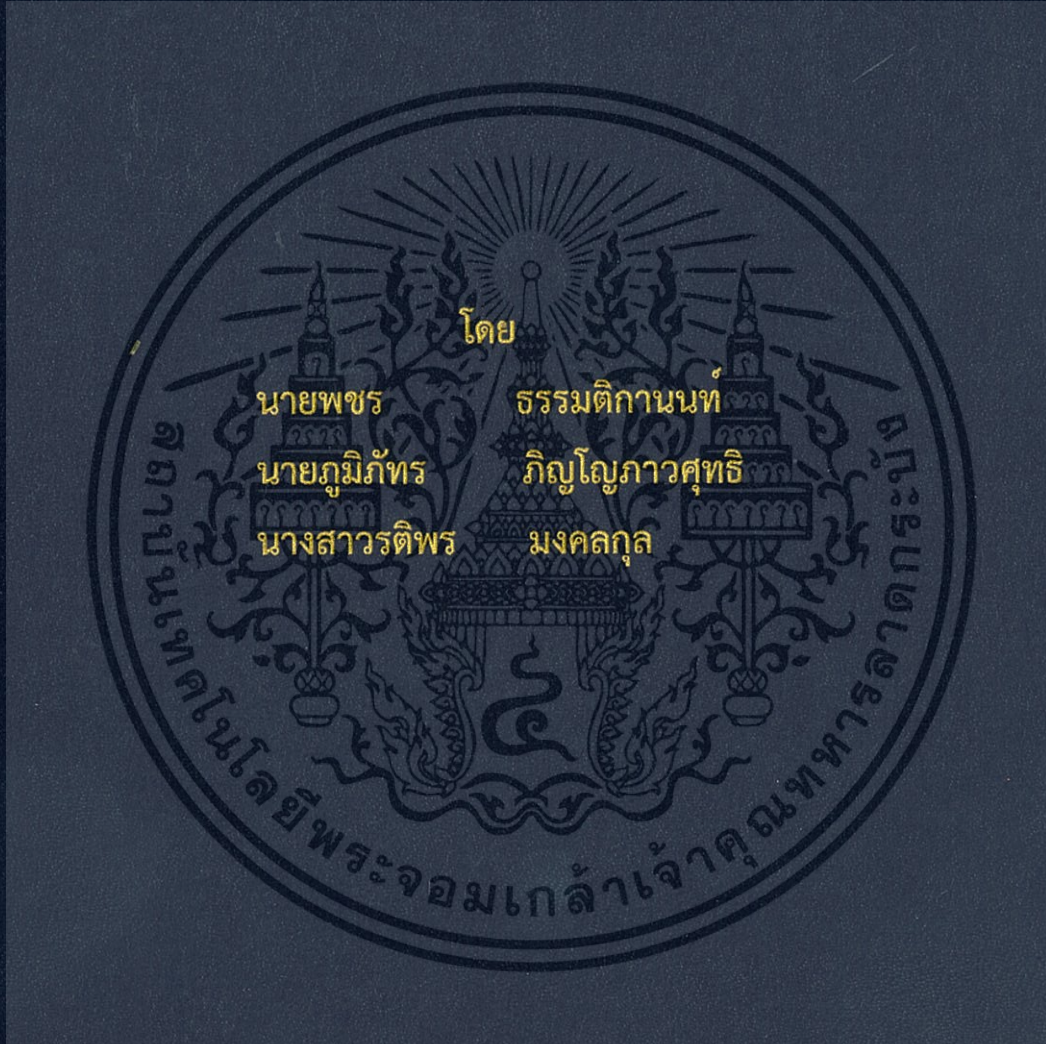 โดย
นายพชร ธรรมติกานนท์
นายภูมิภัทร ภิญโญภาวศุทธิ
นางสาวรติพร มงคลกุล
สถาบันเทคโนโลยีพระจอมเกล้าเจ้าคุณทหารลาดกระบัง
๔